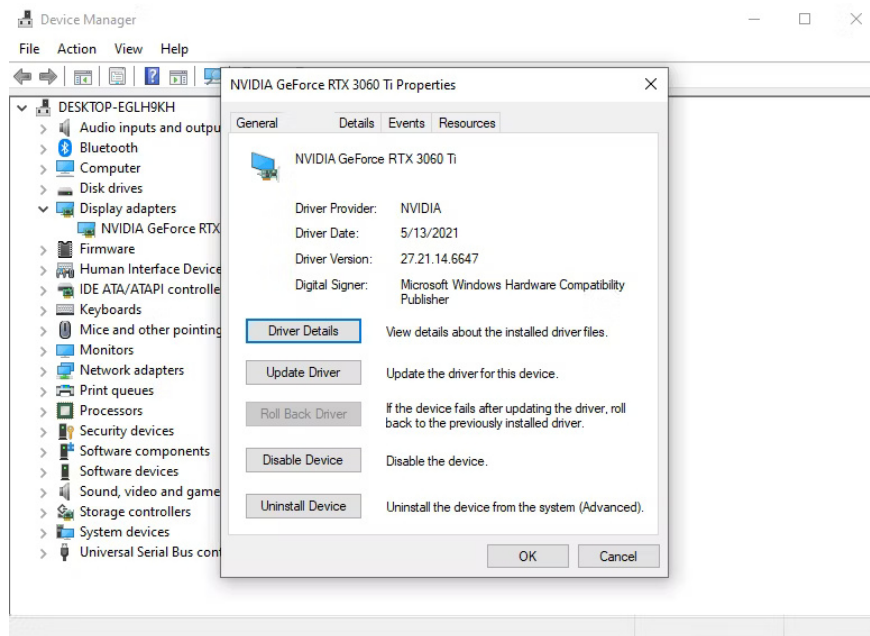 Device Manager
File Action View Help
NVIDIA GeForce RTX 3060 Ti Properties
DESKTOP-EGLH9KH
Audio inputs and outpu
Bluetooth
Computer
Disk drives
Display adapters
NVIDIA GeForce RTX
Firmware
Human Interface Device
IDE ATA/ATAPI controlle
Keyboards
Mice and other pointing
Monitors
Network adapters
Print queues
Processors
Security devices
Software components
Software devices
Sound, video and game
Storage controllers
System devices
Universal Serial Bus con
General Details Events Resources
NVIDIA GeForce RTX 3060 Ti
Driver Provider: NVIDIA
Driver Date: 5/13/2021
Driver Version: 27.21.14.6647
Digital Signer: Microsoft Windows Hardware Compatibility
Publisher
Driver Details View details about the installed driver files.
Update Driver Update the driver for this device.
Roll Back Driver If the device fails after updating the driver, roll
back to the previously installed driver.
Disable Device Disable the device.
Uninstall Device Uninstall the device from the system (Advanced).
OK Cancel